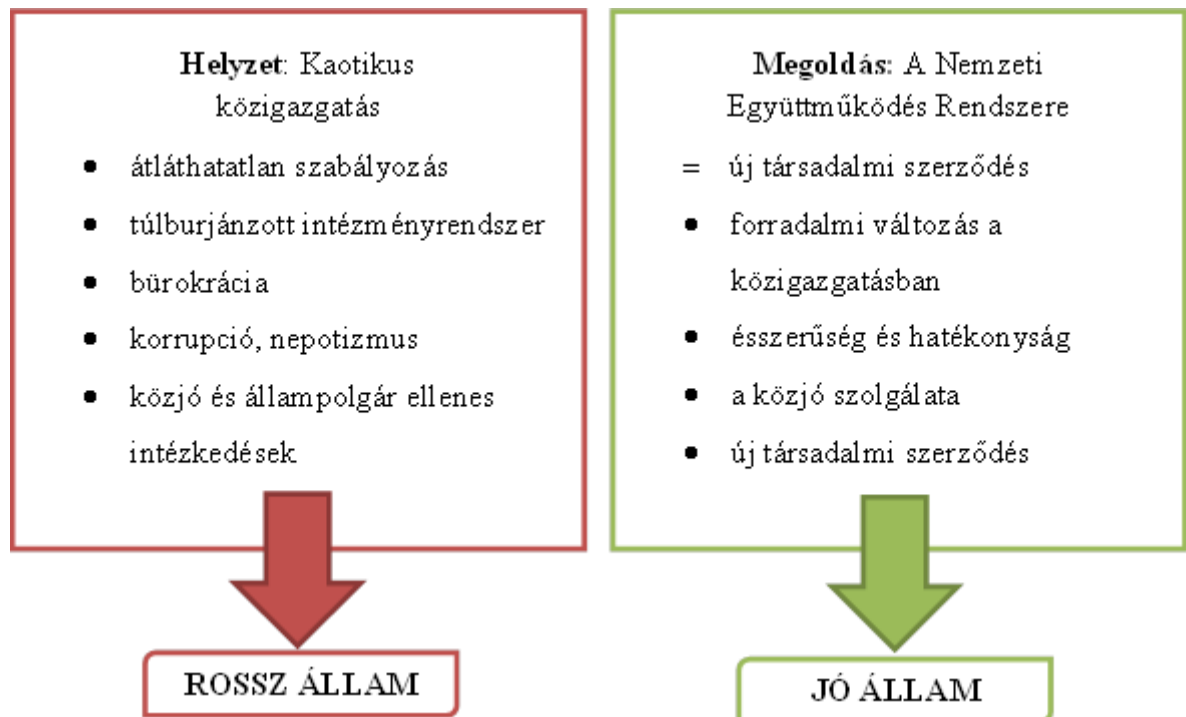 Helyzet: Kaotikus
közigazgatás
• átláthatatlan szabályozás
• túlburjánzott intézményrendszer
• bürokrácia
• korrupció, nepotizmus
• közjó és állampolgár ellenes
intézkedések
ROSSZ ÁLLAM
Megoldás: A Nemzeti
Együttműködés Rendszere
= új társadalmi szerződés
• forradalmi változás a
közigazgatásban
• ésszerűség és hatékonyság
• a közjó szolgálata
• új társadalmi szerződés
JÓ ÁLLAM